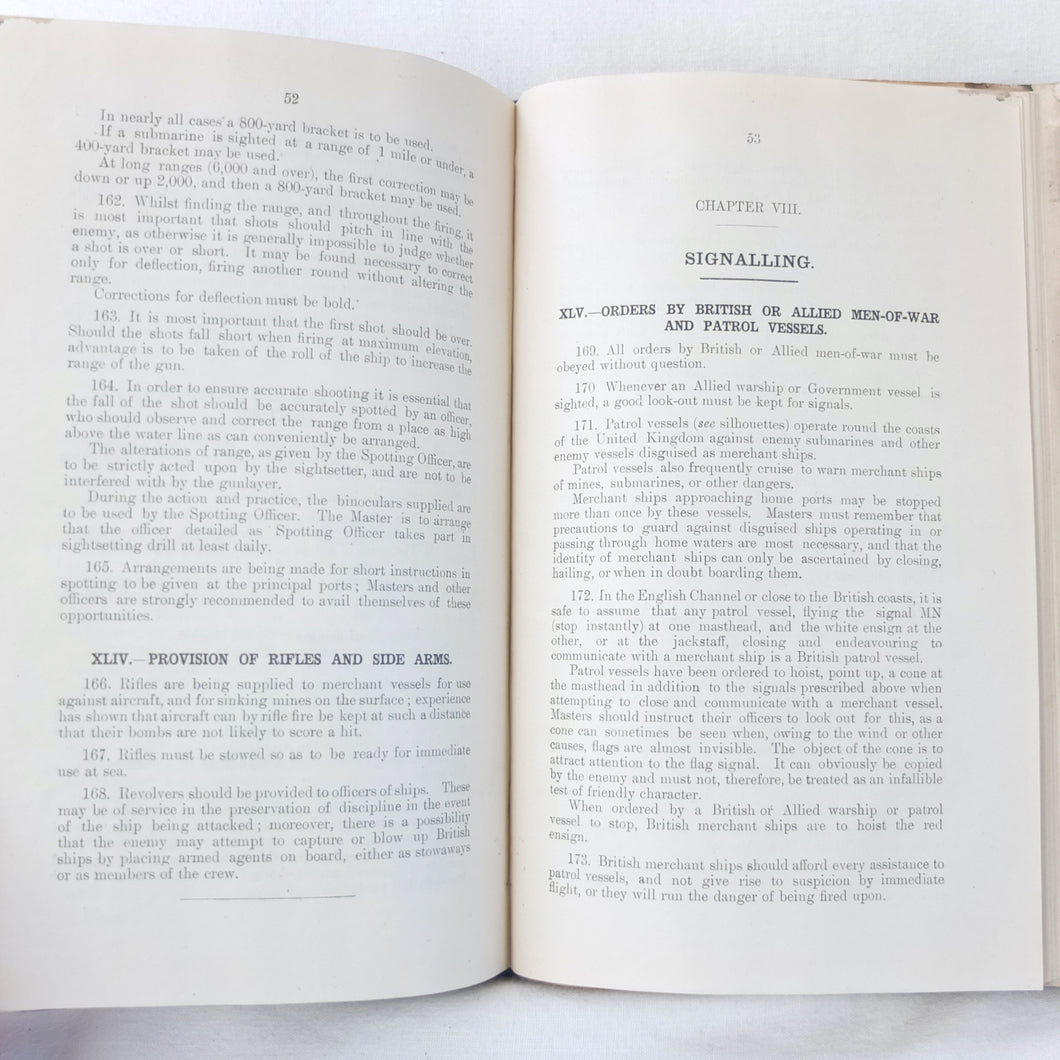 52
In nearly all cases a 800-yard bracket is to be used.
If a submarine is sighted at a range of 1 mile or under, a
400-yard bracket may be used.
At long ranges (6,000 and over), the first correction may be
down or up 2,000, and then a 800-yard bracket may be used.
162. Whilst finding the range, and throughout the firing, it
is most important that shots should pitch in line with the
enemy, as otherwise it is generally impossible to judge whether
a shot is over or short. It may be found necessary to correct
only for deflection, firing another round without altering the
range.
Corrections for deflection must be bold.
163. It is most important that the first shot should be over.
Should the shots fall short when firing at maximum elevation,
advantage is to be taken of the roll of the ship to increase the
range of the gun.
164. In order to ensure accurate shooting it is essential that
the fall of the shot should be accurately spotted by an officer,
who should observe and correct the range from a place as high
above the water line as can conveniently be arranged.
The alterations of range, as given by the Spotting Officer, are
to be strictly acted upon by the sightsetter, and are not to be
interfered with by the gunlayer.
During the action and practice, the binoculars supplied are
to be used by the Spotting Officer. The Master is to arrange
that the officer detailed as Spotting Officer takes part in
sightsetting drill at least daily.
165. Arrangements are being made for short instructions in
spotting to be given at the principal ports; Masters and other
officers are strongly recommended to avail themselves of these
opportunities.
XLIV.—PROVISION OF RIFLES AND SIDE ARMS.
166. Rifles are being supplied to merchant vessels for use
against aircraft, and for sinking mines on the surface; experience
has shown that aircraft can by rifle fire be kept at such a distance
that their bombs are not likely to score a hit.
167. Rifles must be stowed so as to be ready for immediate
use at sea.
168. Revolvers should be provided to officers of ships. These
may be of service in the preservation of discipline in the event
of the ship being attacked; moreover, there is a possibility
that the enemy may attempt to capture or blow up British
ships by placing armed agents on board, either as stowaways
or as members of the crew.
53
CHAPTER VIII.
SIGNALLING.
XLV.—ORDERS BY BRITISH OR ALLIED MEN-OF-WAR
AND PATROL VESSELS.
169. All orders by British or Allied men-of-war must be
obeyed without question.
170 Whenever an Allied warship or Government vessel is
sighted, a good look-out must be kept for signals.
171. Patrol vessels (see silhouettes) operate round the coasts
of the United Kingdom against enemy submarines and other
enemy vessels disguised as merchant ships.
Patrol vessels also frequently cruise to warn merchant ships
of mines, submarines, or other dangers.
Merchant ships approaching home ports may be stopped
more than once by these vessels. Masters must remember that
precautions to guard against disguised ships operating in or
passing through home waters are most necessary, and that the
identity of merchant ships can only be ascertained by closing,
hailing, or when in doubt boarding them.
172. In the English Channel or close to the British coasts, it is
safe to assume that any patrol vessel, flying the signal MN
(stop instantly) at one masthead, and the white ensign at the
other, or at the jackstaff, closing and endeavouring to
communicate with a merchant ship is a British patrol vessel.
Patrol vessels have been ordered to hoist, point up, a cone at
the masthead in addition to the signals prescribed above when
attempting to close and communicate with a merchant vessel.
Masters should instruct their officers to look out for this, as a
cone can sometimes be seen when, owing to the wind or other
causes, flags are almost invisible. The object of the cone is to
attract attention to the flag signal. It can obviously be copied
by the enemy and must not, therefore, be treated as an infallible
test of friendly character.
When ordered by a British or Allied warship or patrol
vessel to stop, British merchant ships are to hoist the red
ensign.
173. British merchant ships should afford every assistance to
patrol vessels, and not give rise to suspicion by immediate
flight, or they will run the danger of being fired upon.